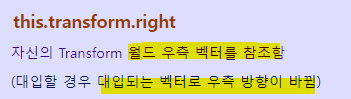 this.transform.right
자신의 Transform 월드 우측 벡터를 참조함
(대입할 경우 대입되는 벡터로 우측 방향이 바뀜)